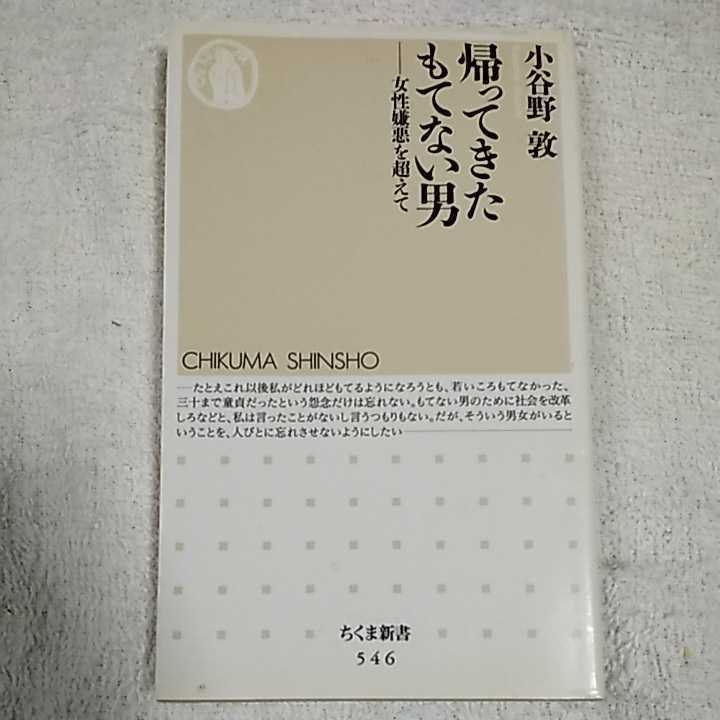 小谷野 敦
帰ってきた
もてない男
──女性嫌悪を超えて
CHIKUMA SHINSHO
──たとえこれ以後私がどれほどもてるようになろうとも、若いころもてなかった、
三十まで童貞だったという怨念だけは忘れない。もてない男のために社会を改革
しろなどと、私は言ったことがないし言うつもりもない。だが、そういう男女がいると
いうことを、人びとに忘れさせないようにしたい──
ちくま新書
546